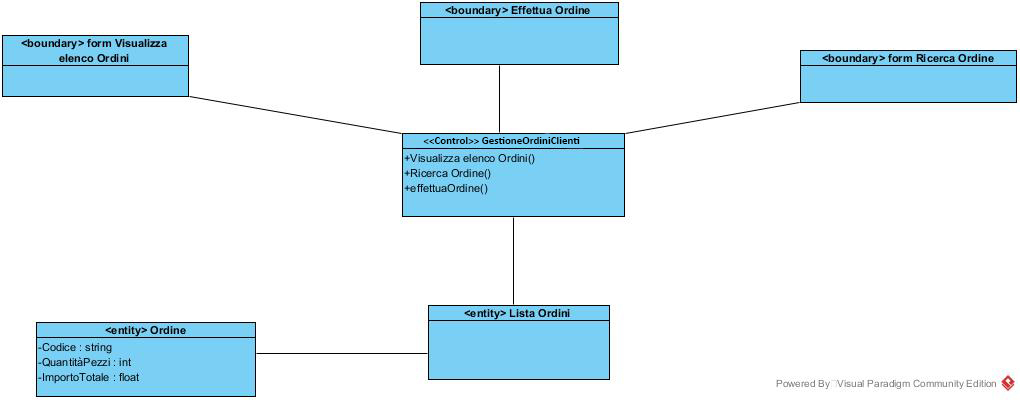 <boundary> Effettua Ordine
<boundary> form Visualizza
elenco Ordini
<boundary> form Ricerca Ordine
<<Control>> GestioneOrdiniClienti
+Visualizza elenco Ordini()
+Ricerca Ordine()
+effettuaOrdine()
<entity> Lista Ordini
<entity> Ordine
-Codice : string
-QuantitàPezzi : int
-ImportoTotale : float
Powered By Visual Paradigm Community Edition